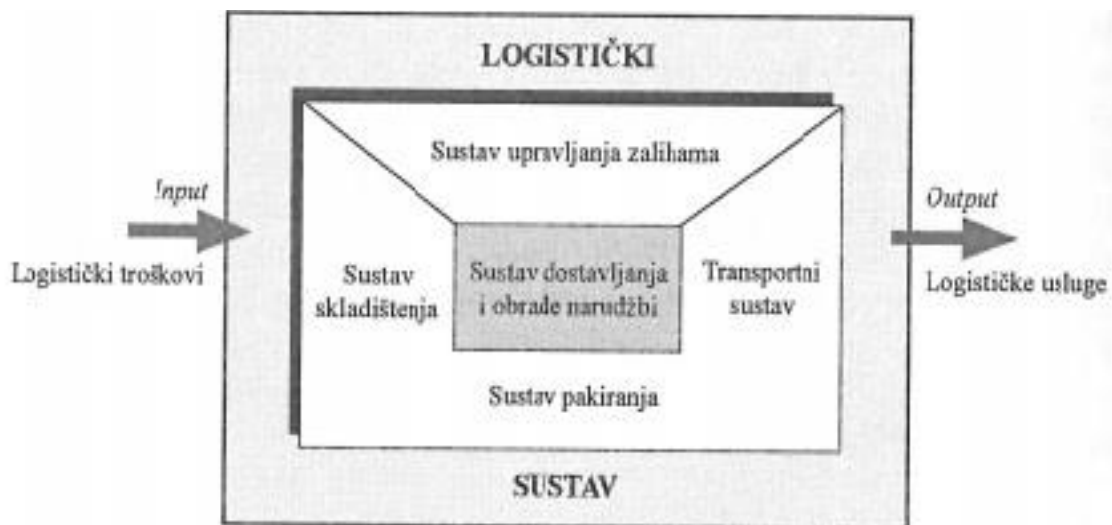 LOGISTIČKI
Sustav upravljanja zalihama
Input
Output
Logistički troškovi
Sustav
skladištenja
Sustav dostavljanja
i obrade narudžbi
Transportni
sustav
Logističke usluge
Sustav pakiranja
SUSTAV